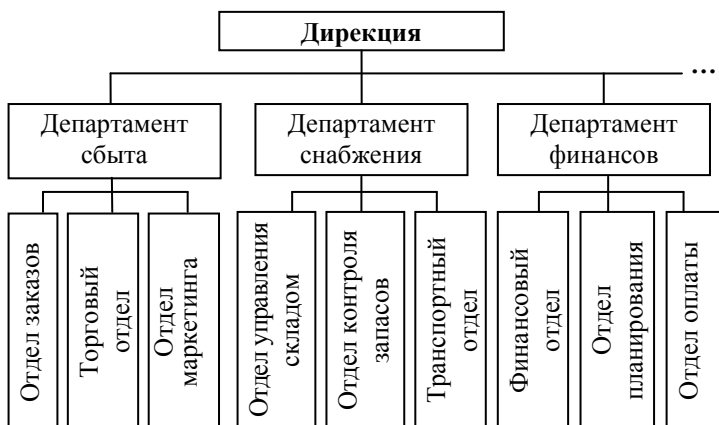 Дирекция
...
Департамент
сбыта
Департамент
снабжения
Департамент
финансов
Отдел заказов
Торговый
отдел
Отдел
маркетинга
Отдел управления
складом
Отдел контроля
запасов
Транспортный
отдел
Финансовый
отдел
Отдел
планирования
Отдел оплаты